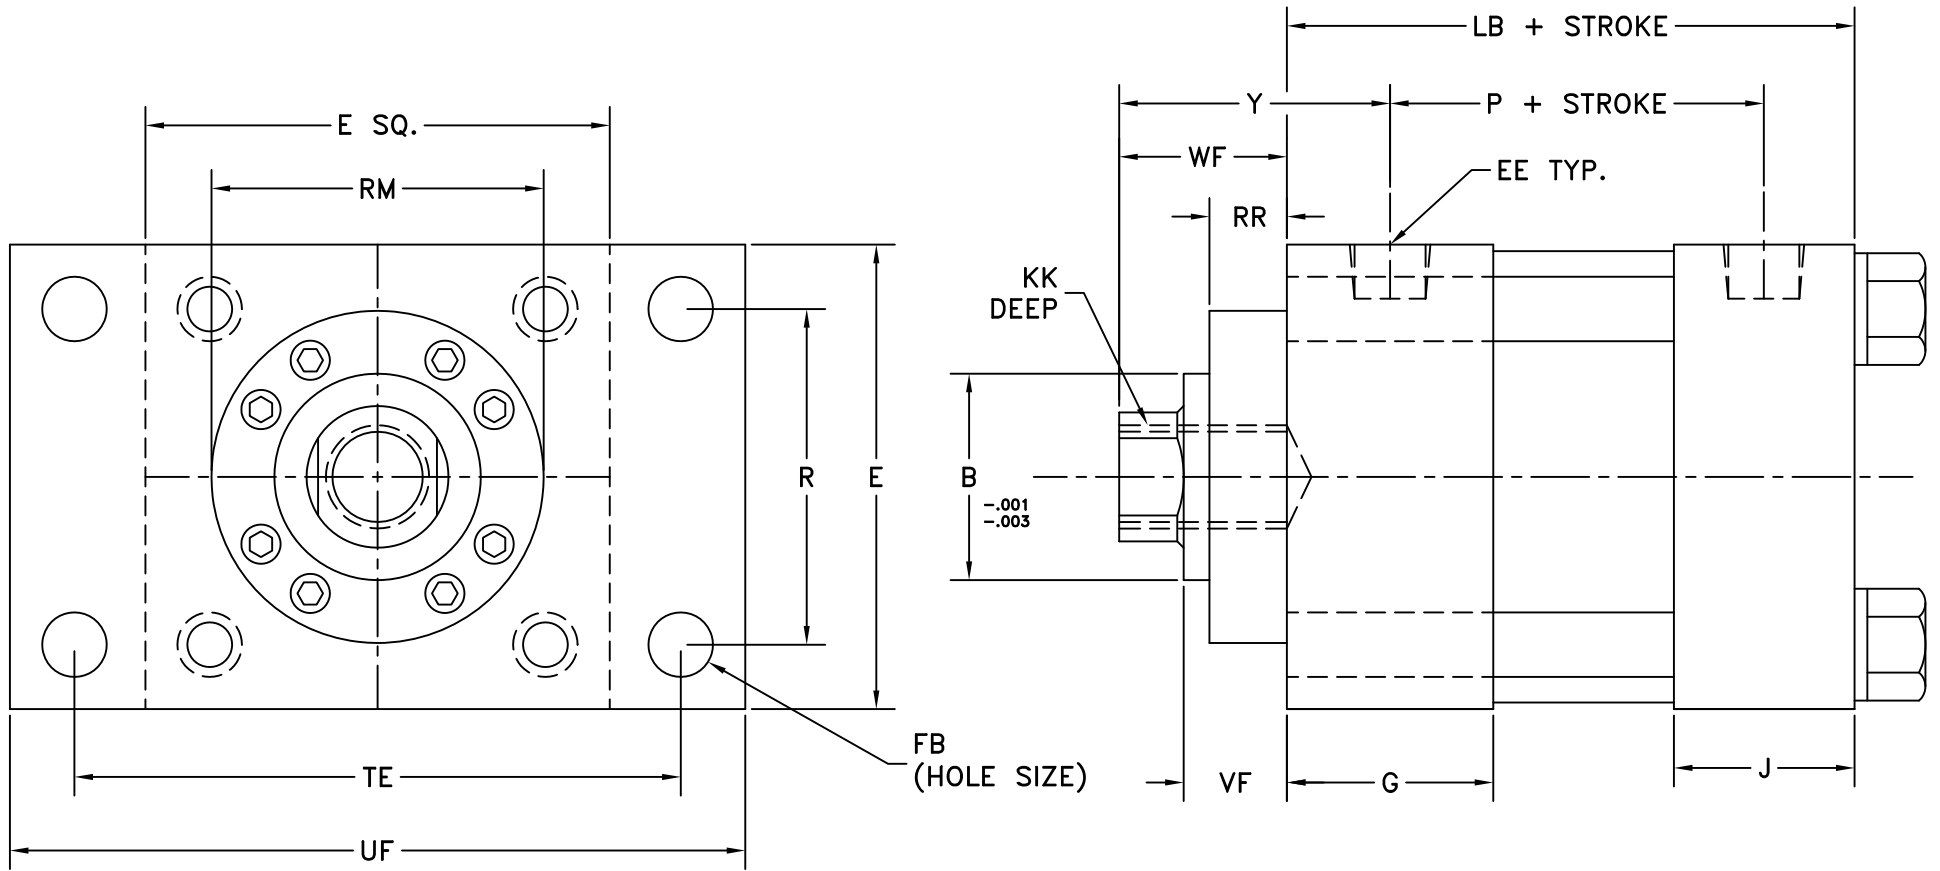 LB + STROKE
Y
P + STROKE
E SQ.
WF
EE TYP.
RM
RR
KK
DEEP
R
E
B
-.001
-.003
FB
(HOLE SIZE)
TE
VF
G
J
UF